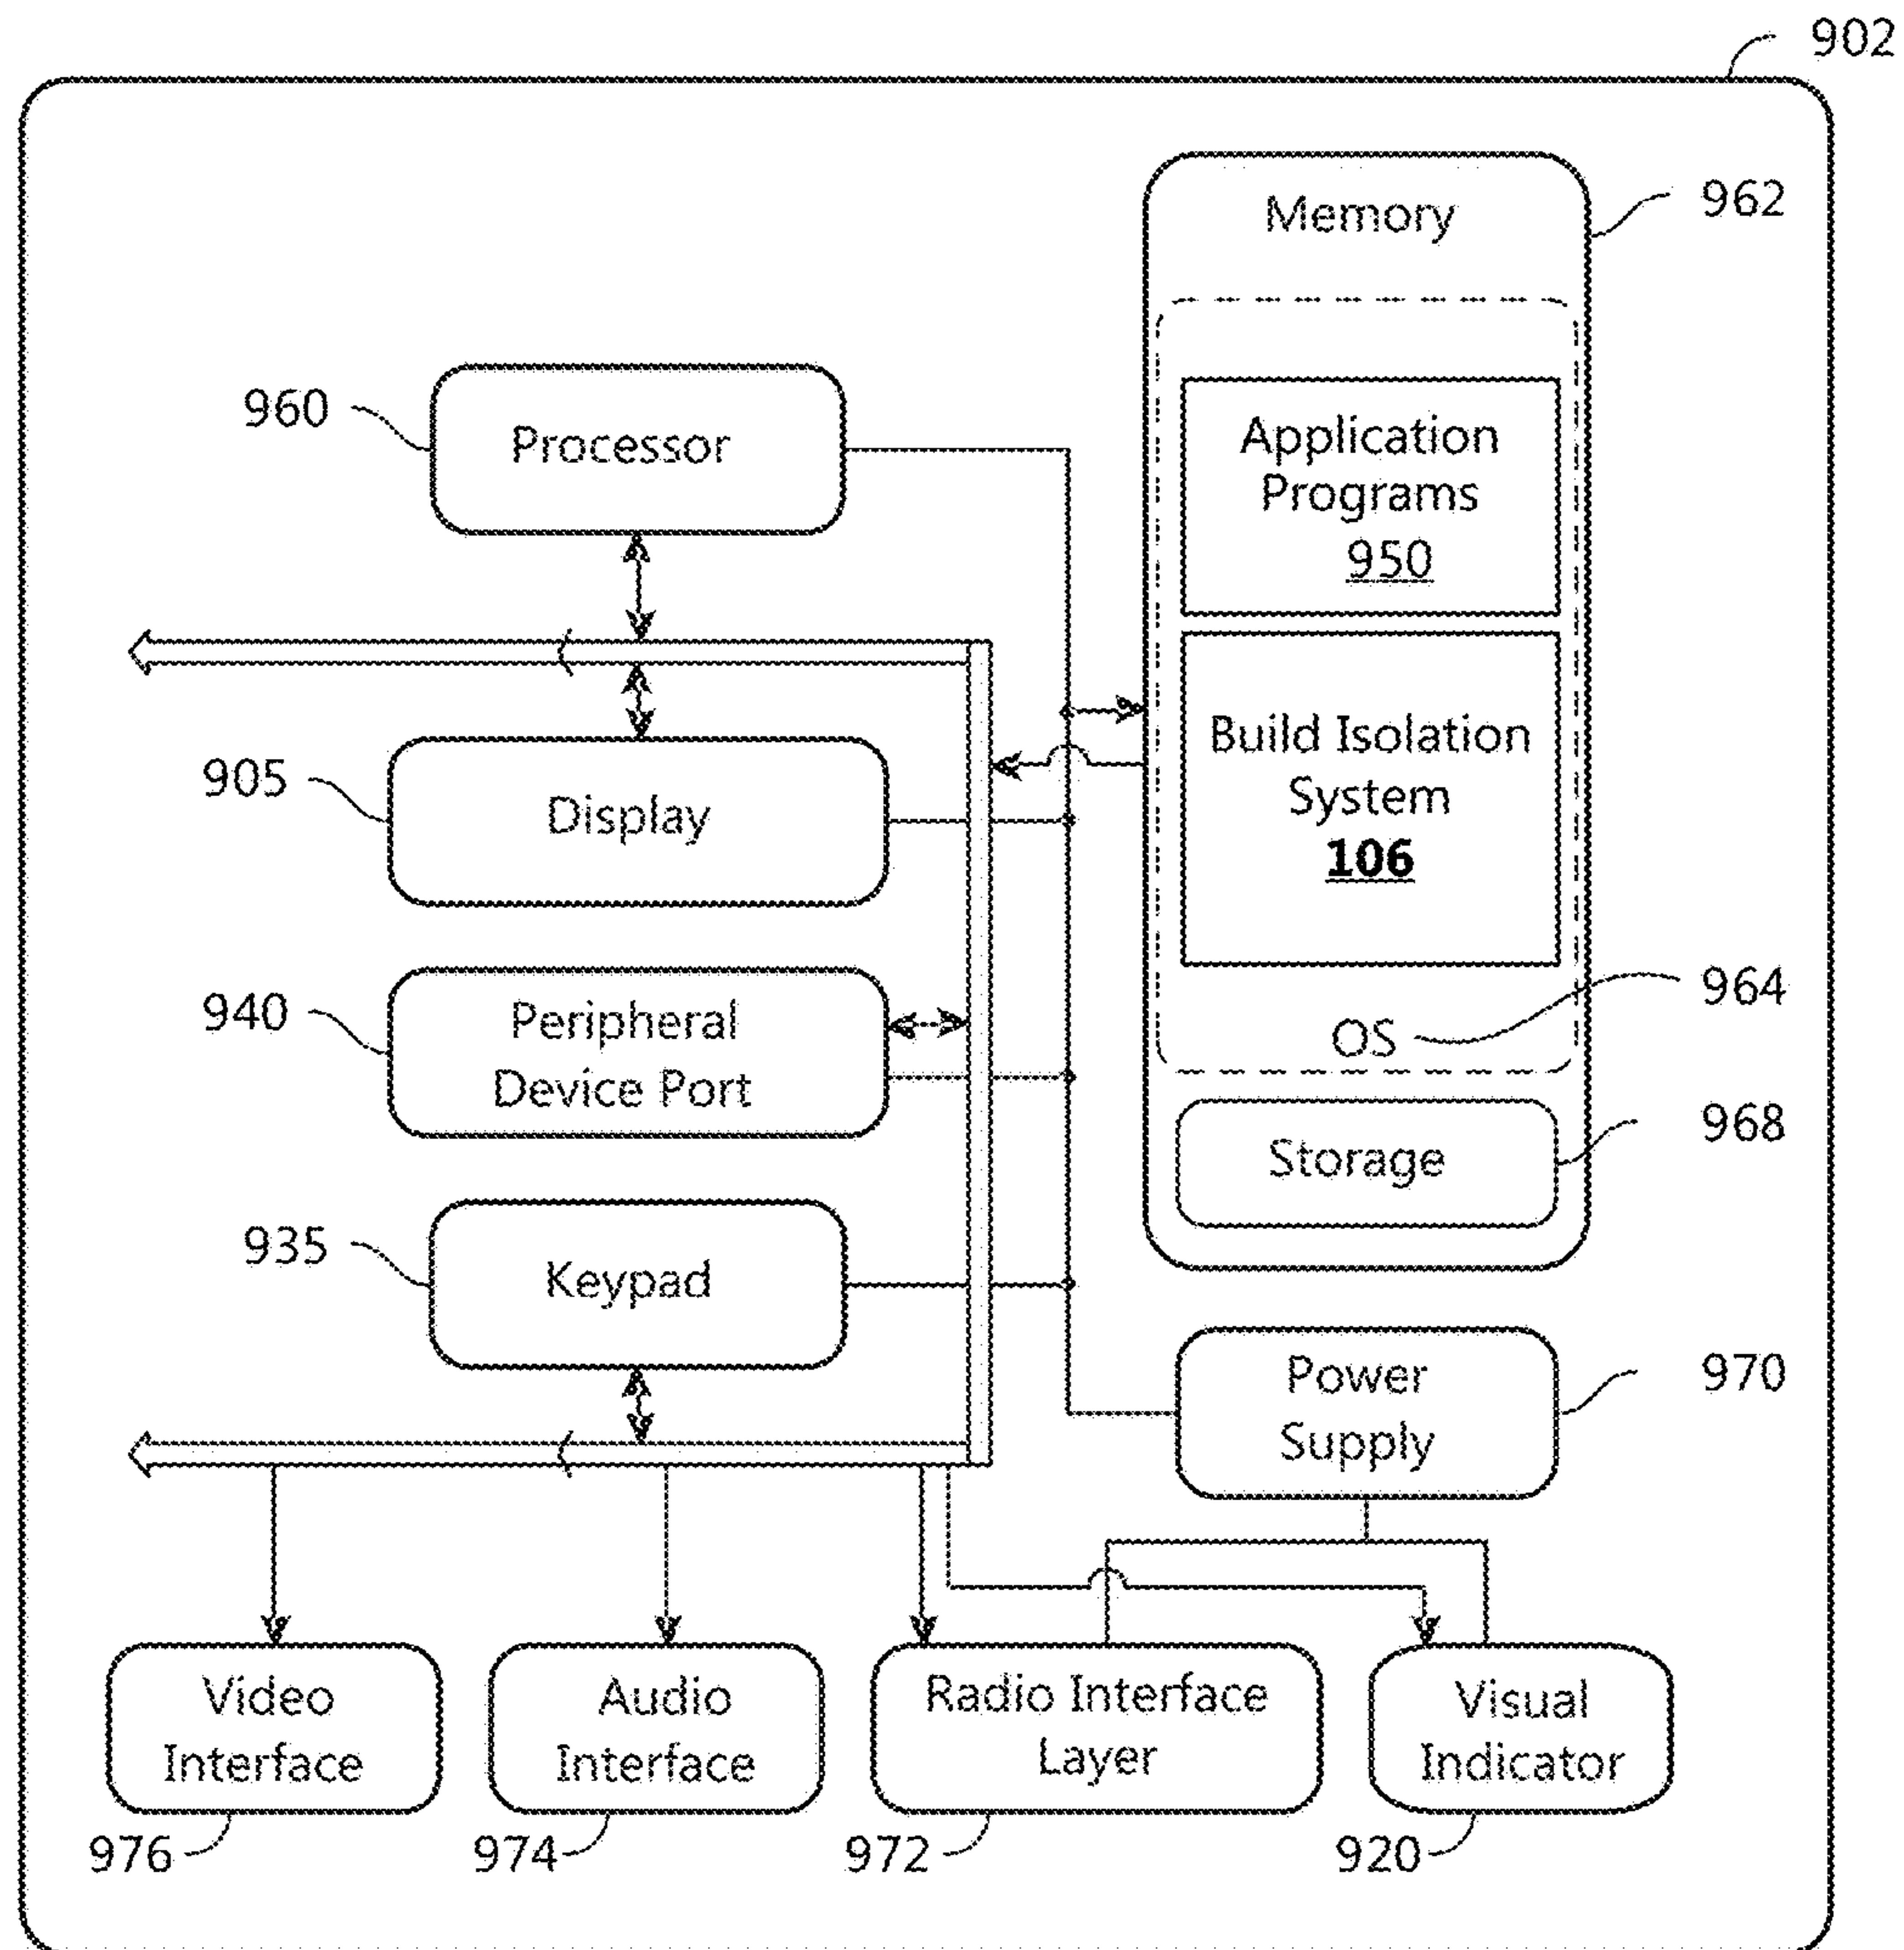 902
Memory
962
Application
Programs
950
960
Processor
Build Isolation
System
106
905
Display
964
OS
940
Peripheral
Device Port
968
Storage
935
Keypad
Power
Supply
970
Video
Interface
Audio
Interface
Radio Interface
Layer
Visual
Indicator
976
974
972
920